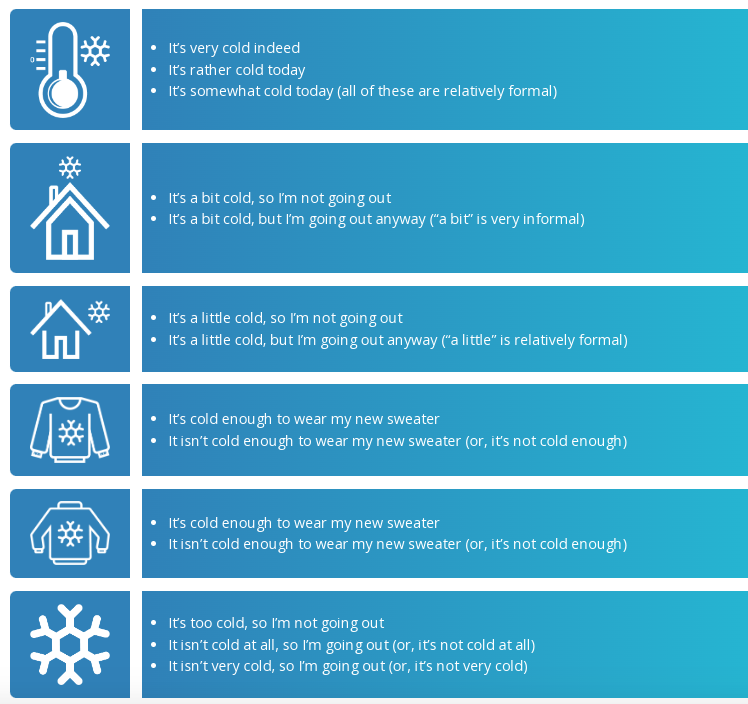 0
• It’s very cold indeed
• It’s rather cold today
• It’s somewhat cold today (all of these are relatively formal)
• It’s a bit cold, so I’m not going out
• It’s a bit cold, but I’m going out anyway (“a bit” is very informal)
• It’s a little cold, so I’m not going out
• It’s a little cold, but I’m going out anyway (“a little” is relatively formal)
• It’s cold enough to wear my new sweater
• It isn’t cold enough to wear my new sweater (or, it’s not cold enough)
• It’s cold enough to wear my new sweater
• It isn’t cold enough to wear my new sweater (or, it’s not cold enough)
• It’s too cold, so I’m not going out
• It isn’t cold at all, so I’m going out (or, it’s not cold at all)
• It isn’t very cold, so I’m going out (or, it’s not very cold)